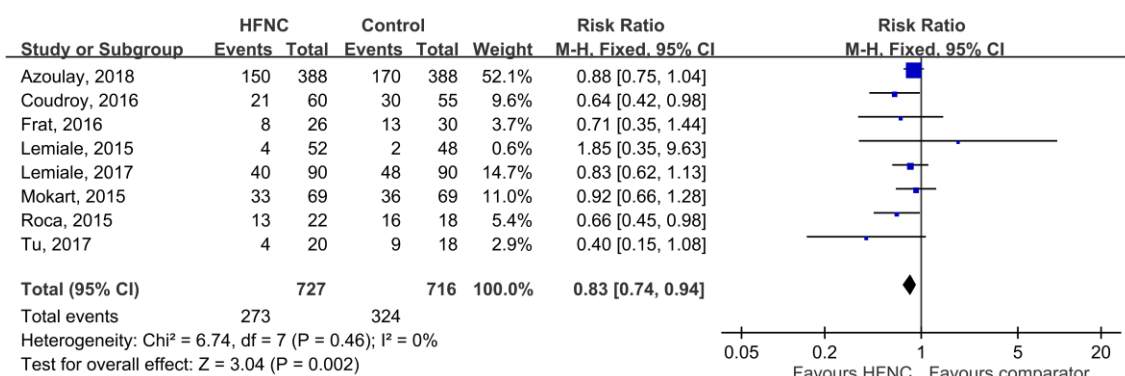 HFNC Control Risk Ratio Risk Ratio
Study or Subgroup Events Total Events Total Weight M-H, Fixed, 95% CI M-H, Fixed, 95% CI
Azoulay, 2018 150 388 170 388 52.1% 0.88 [0.75, 1.04]
Coudroy, 2016 21 60 30 55 9.6% 0.64 [0.42, 0.98]
Frat, 2016 8 26 13 30 3.7% 0.71 [0.35, 1.44]
Lemiale, 2015 4 52 2 48 0.6% 1.85 [0.35, 9.63]
Lemiale, 2017 40 90 48 90 14.7% 0.83 [0.62, 1.13]
Mokart, 2015 33 69 36 69 11.0% 0.92 [0.66, 1.28]
Roca, 2015 13 22 16 18 5.4% 0.66 [0.45, 0.98]
Tu, 2017 4 20 9 18 2.9% 0.40 [0.15, 1.08]
Total (95% CI) 727 716 100.0% 0.83 [0.74, 0.94]
Total events 273 324
Heterogeneity: Chi² = 6.74, df = 7 (P = 0.46); I² = 0%
Test for overall effect: Z = 3.04 (P = 0.002)
0.05 0.2 1 5 20
Favours HFNC Favours comparator